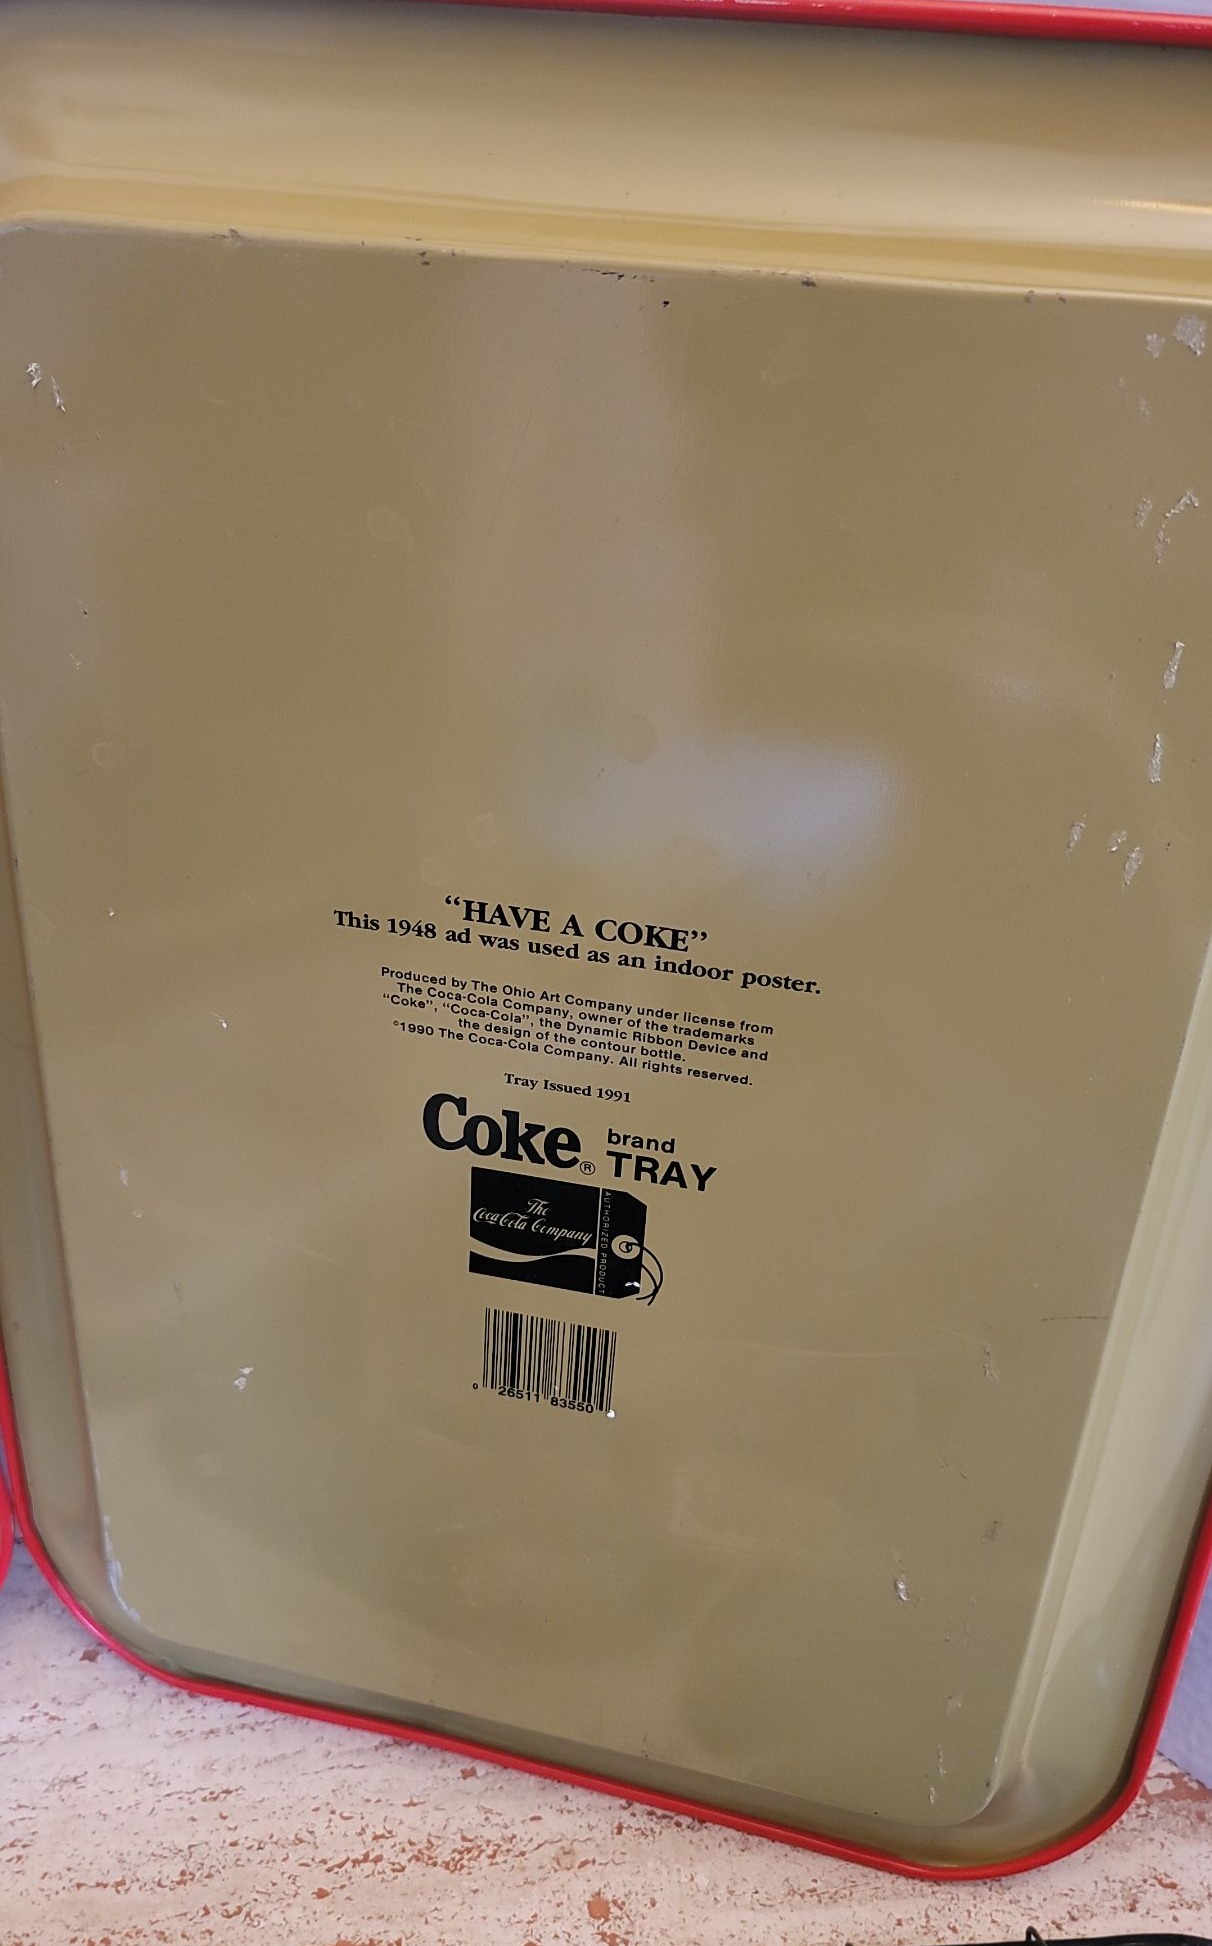 “HAVE A COKE”
This 1948 ad was used as an indoor poster.
Produced by The Ohio Art Company under license from
The Coca-Cola Company, owner of the trademarks
“Coke”, “Coca-Cola”, the Dynamic Ribbon Device and
the design of the contour bottle.
©1990 The Coca-Cola Company. All rights reserved.
Tray Issued 1991
Coke® brand TRAY
The
Coca-Cola Company
AUTHORIZED PRODUCT
0 26511 83550